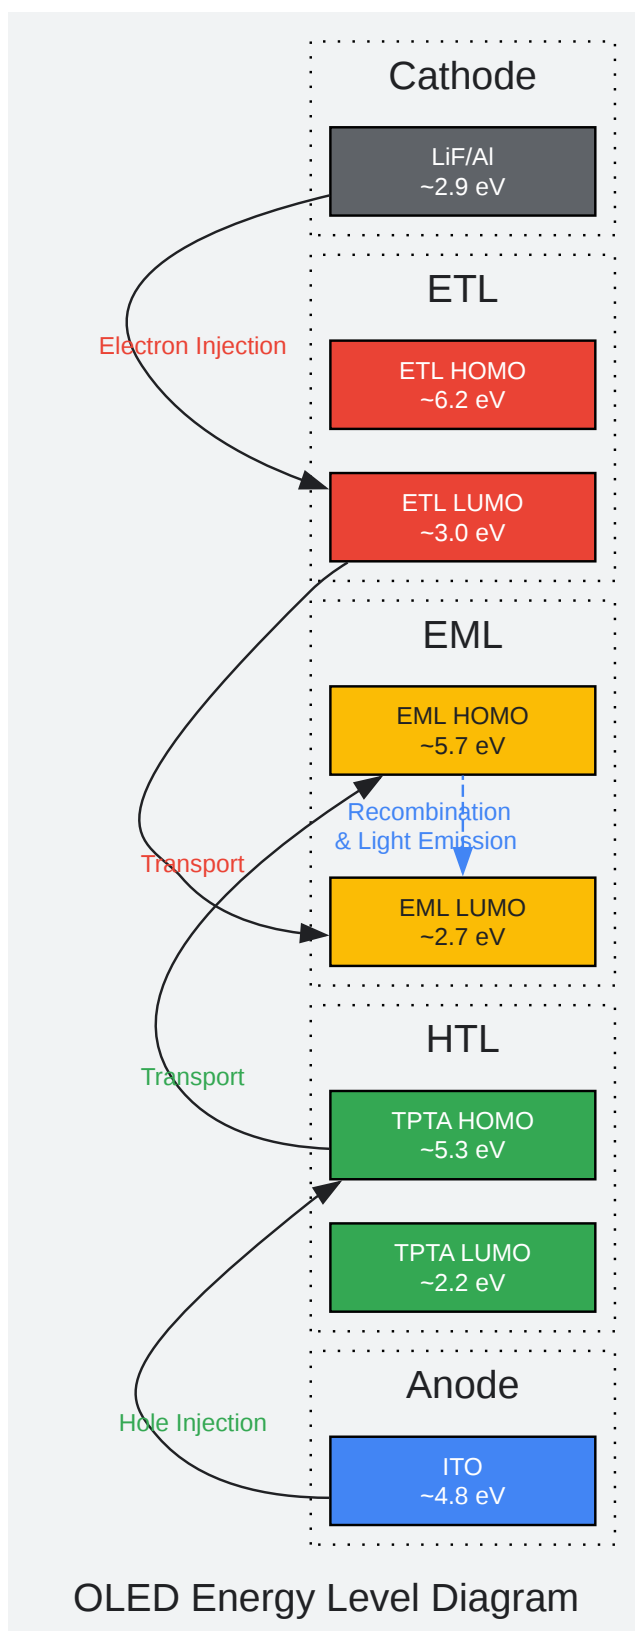 Cathode
LiF/Al
~2.9 eV
ETL
Electron Injection
ETL HOMO
~6.2 eV
ETL LUMO
~3.0 eV
EML
EML HOMO
~5.7 eV
Recombination
& Light Emission
Transport
EML LUMO
~2.7 eV
HTL
Transport
TPTA HOMO
~5.3 eV
TPTA LUMO
~2.2 eV
Anode
Hole Injection
ITO
~4.8 eV
OLED Energy Level Diagram